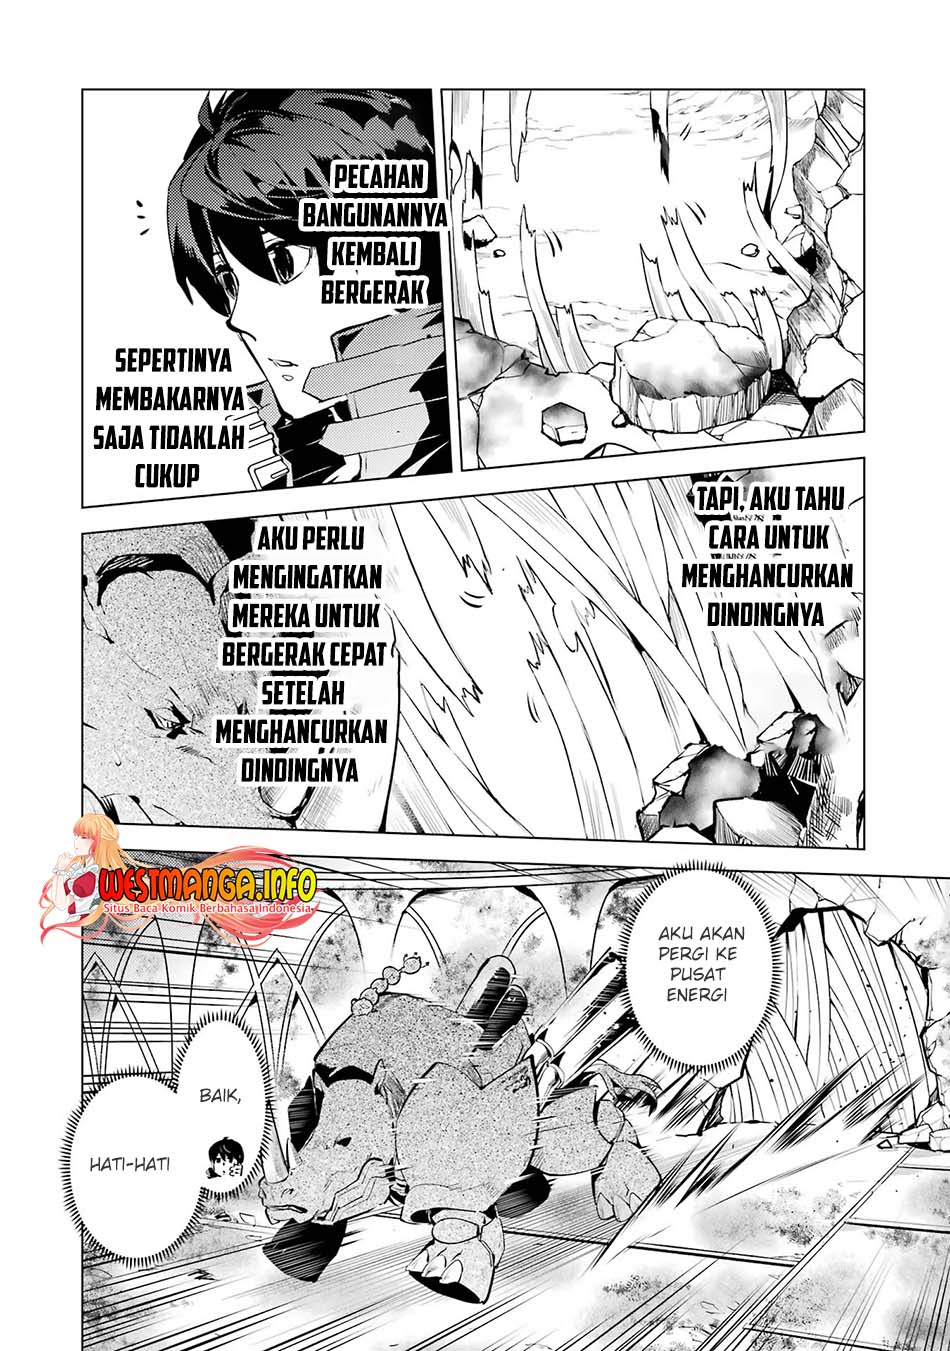 PECAHAN
BANGUNANNYA
KEMBALI
BERGERAK
SEPERTINYA
MEMBAKARNYA
SAJA TIDAKLAH
CUKUP
TAPI, AKU TAHU
CARA UNTUK
MENGHANCURKAN
DINDINGNYA
AKU PERLU
MENGINGATKAN
MEREKA UNTUK
BERGERAK CEPAT
SETELAH
MENGHANCURKAN
DINDINGNYA
WESTMANGA.INFO
Situs Baca Komik Berbahasa Indonesia
AKU AKAN
PERGI KE
PUSAT
ENERGI
BAIK,
HATI-HATI